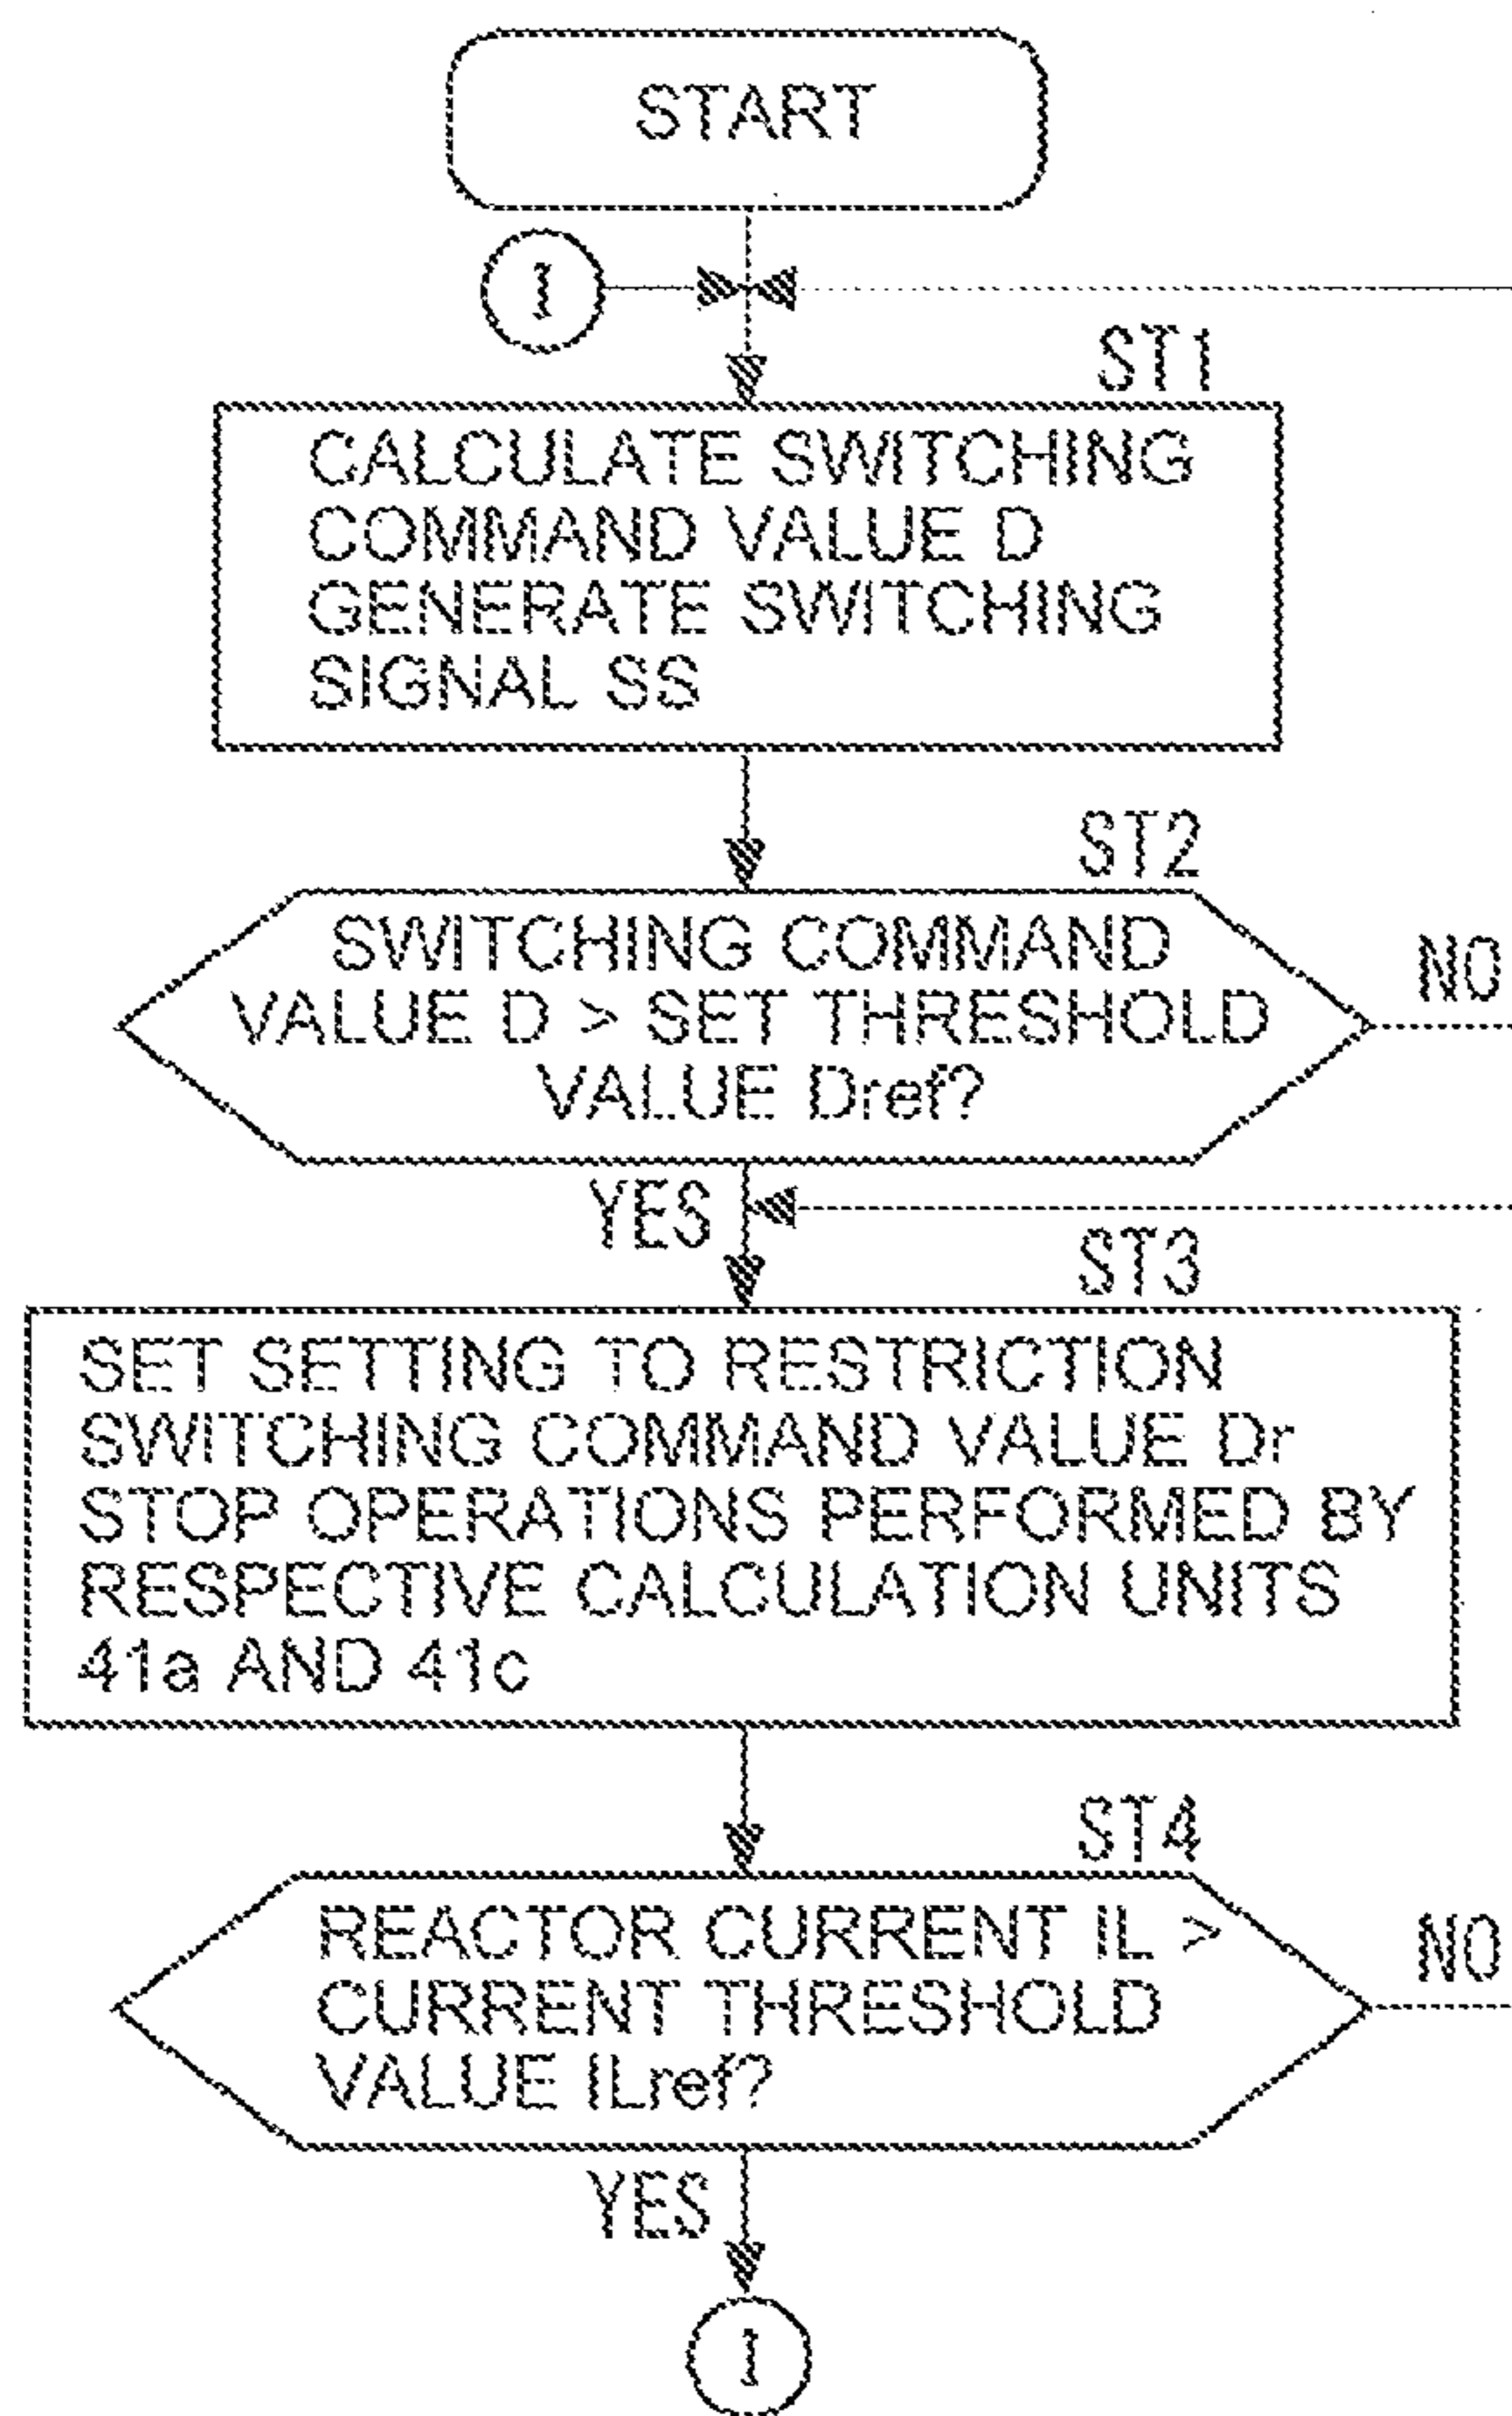 START
I
ST1
CALCULATE SWITCHING
COMMAND VALUE D
GENERATE SWITCHING
SIGNAL SS
ST2
SWITCHING COMMAND
VALUE D > SET THRESHOLD
VALUE Dref?
NO
YES
ST3
SET SETTING TO RESTRICTION
SWITCHING COMMAND VALUE Dr
STOP OPERATIONS PERFORMED BY
RESPECTIVE CALCULATION UNITS
41a AND 41c
ST4
REACTOR CURRENT IL >
CURRENT THRESHOLD
VALUE ILref?
NO
YES
I